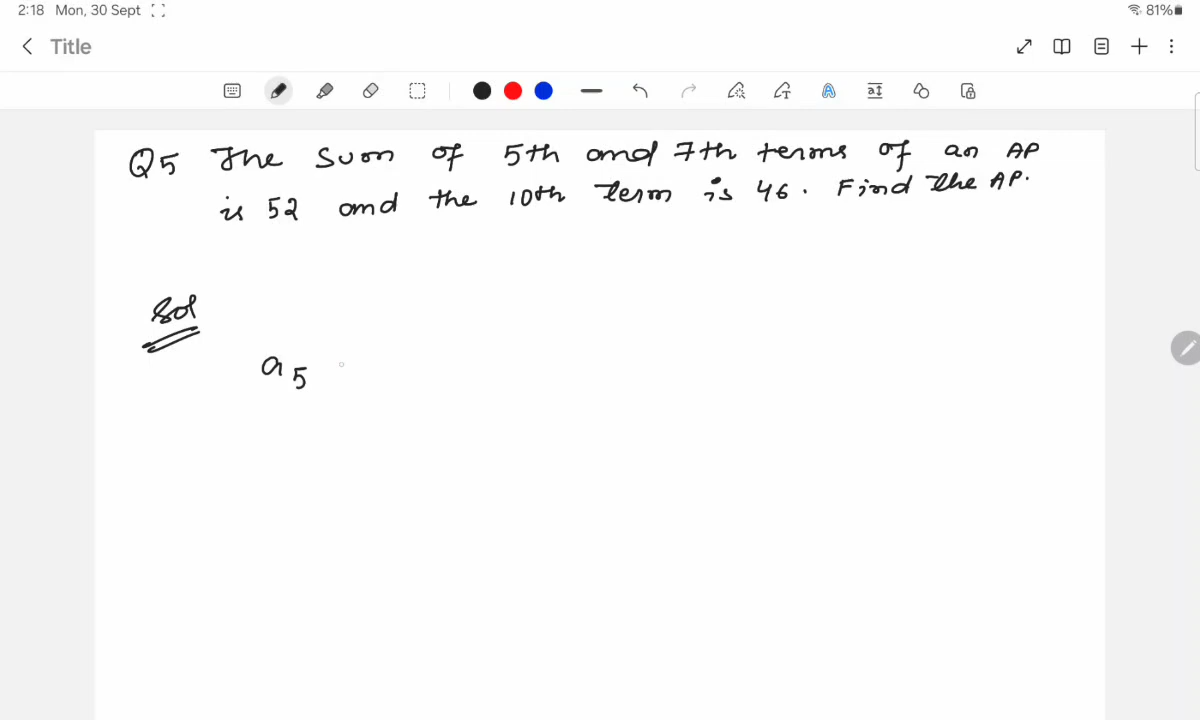 2:18 Mon, 30 Sept
81%
Title
Q5 The sum of 5th and 7th terms of an AP
is 52 and the 10th term is 46. Find the AP.
Sol
a5